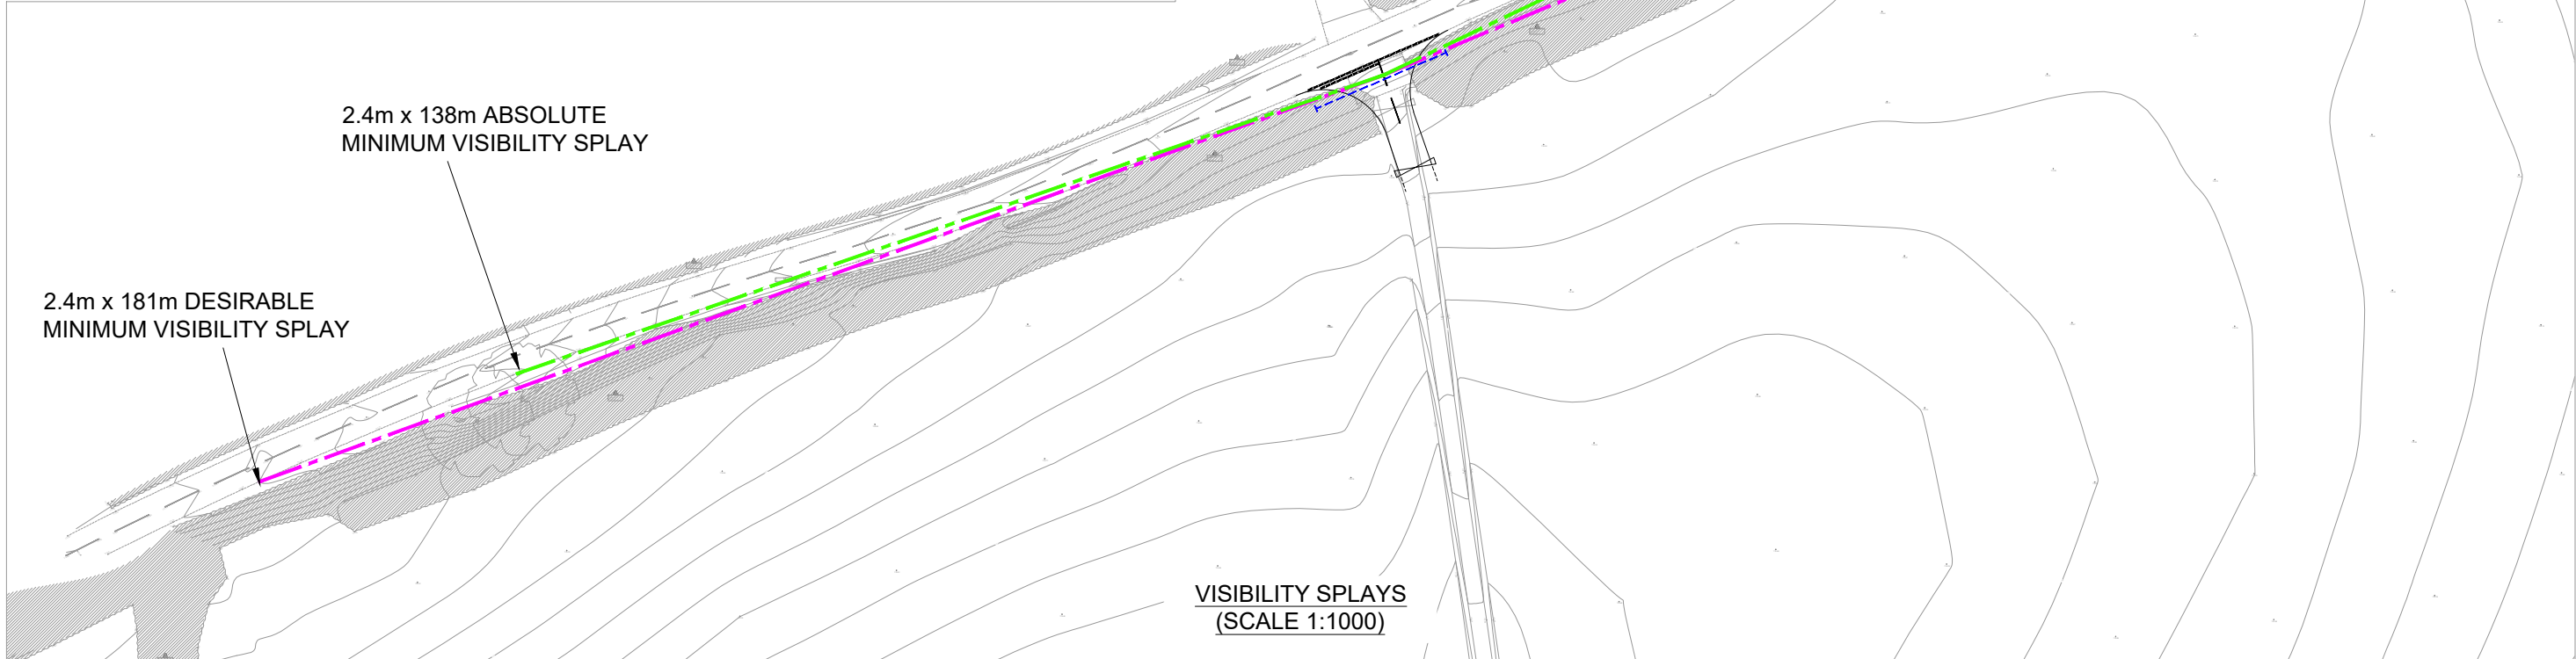 2.4m x 138m ABSOLUTE
MINIMUM VISIBILITY SPLAY
2.4m x 181m DESIRABLE
MINIMUM VISIBILITY SPLAY
VISIBILITY SPLAYS
(SCALE 1:1000)